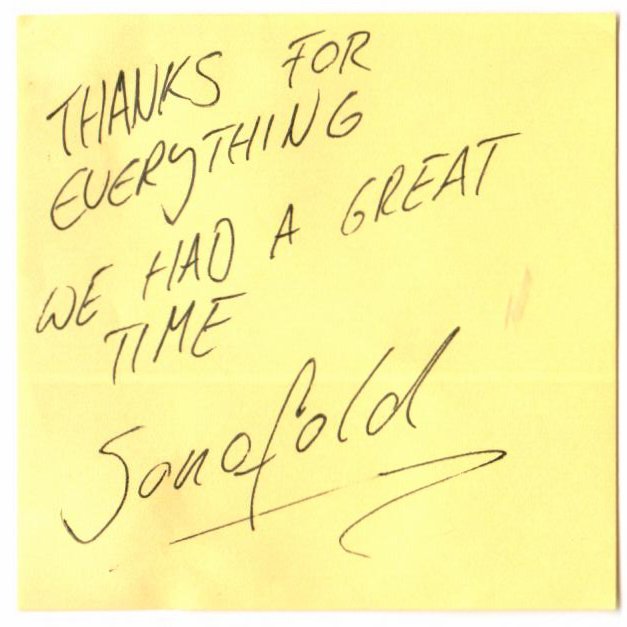 THANKS FOR
EVERYTHING
WE HAD A GREAT
TIME
Sonofold